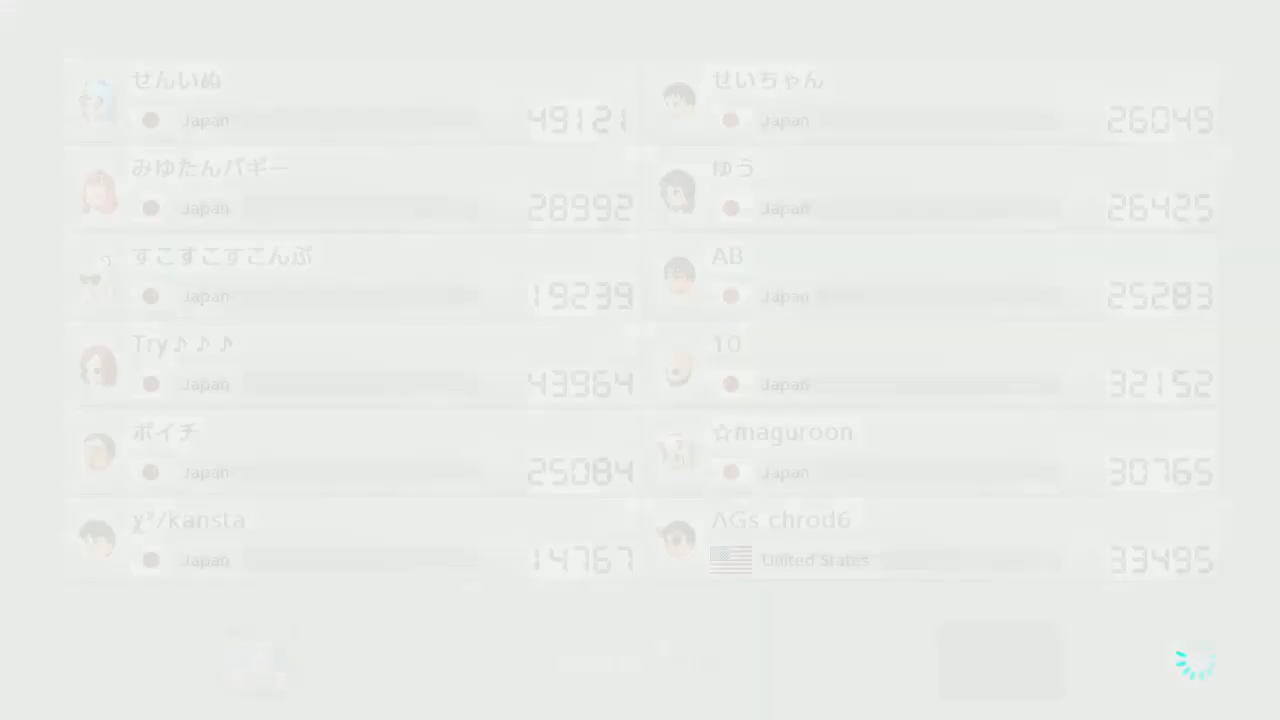 せんいぬ
Japan
49121
みゆたんバギー
Japan
28992
すこすこすこんぶ
Japan
19239
Try♪♪♪
Japan
43964
ボイチ
Japan
25084
χ²/kansta
Japan
14767
せいちゃん
Japan
26049
ゆう
Japan
26425
AB
Japan
25283
10
Japan
32152
☆maguroon
Japan
30765
ΛGs chrod6
United States
33495